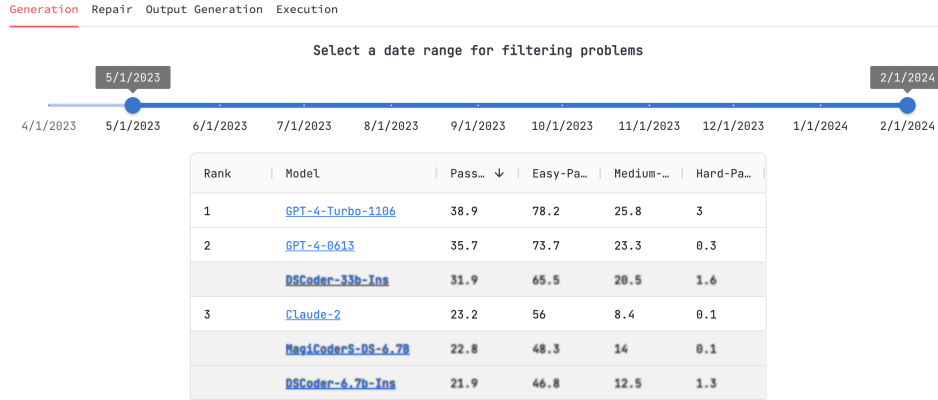 Generation Repair Output Generation Execution
Select a date range for filtering problems
5/1/2023 2/1/2024
4/1/2023 5/1/2023 6/1/2023 7/1/2023 8/1/2023 9/1/2023 10/1/2023 11/1/2023 12/1/2023 1/1/2024 2/1/2024
Rank Model Pass… Easy-Pa… Medium-… Hard-Pa…
1 GPT-4-Turbo-1106 38.9 78.2 25.8 3
2 GPT-4-0613 35.7 73.7 23.3 0.3
DSCoder-33b-Ins 31.9 65.5 20.5 1.6
3 Claude-2 23.2 56 8.4 0.1
MagiCoderS-DS-6.7B 22.8 48.3 14 0.1
DSCoder-6.7b-Ins 21.9 46.8 12.5 1.3